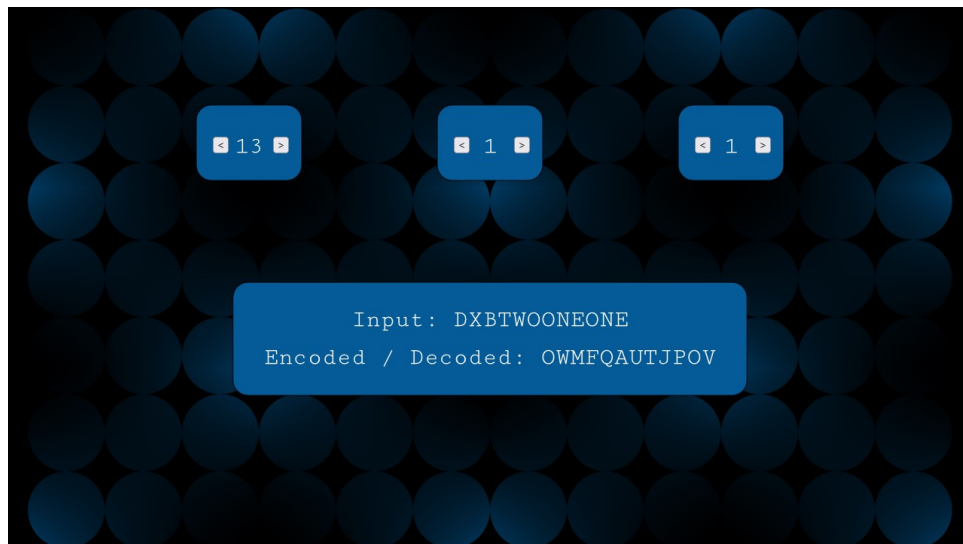 < 13 > < 1 > < 1 >
Input: DXBTWOONEONE
Encoded / Decoded: OWMFQAUTJPOV